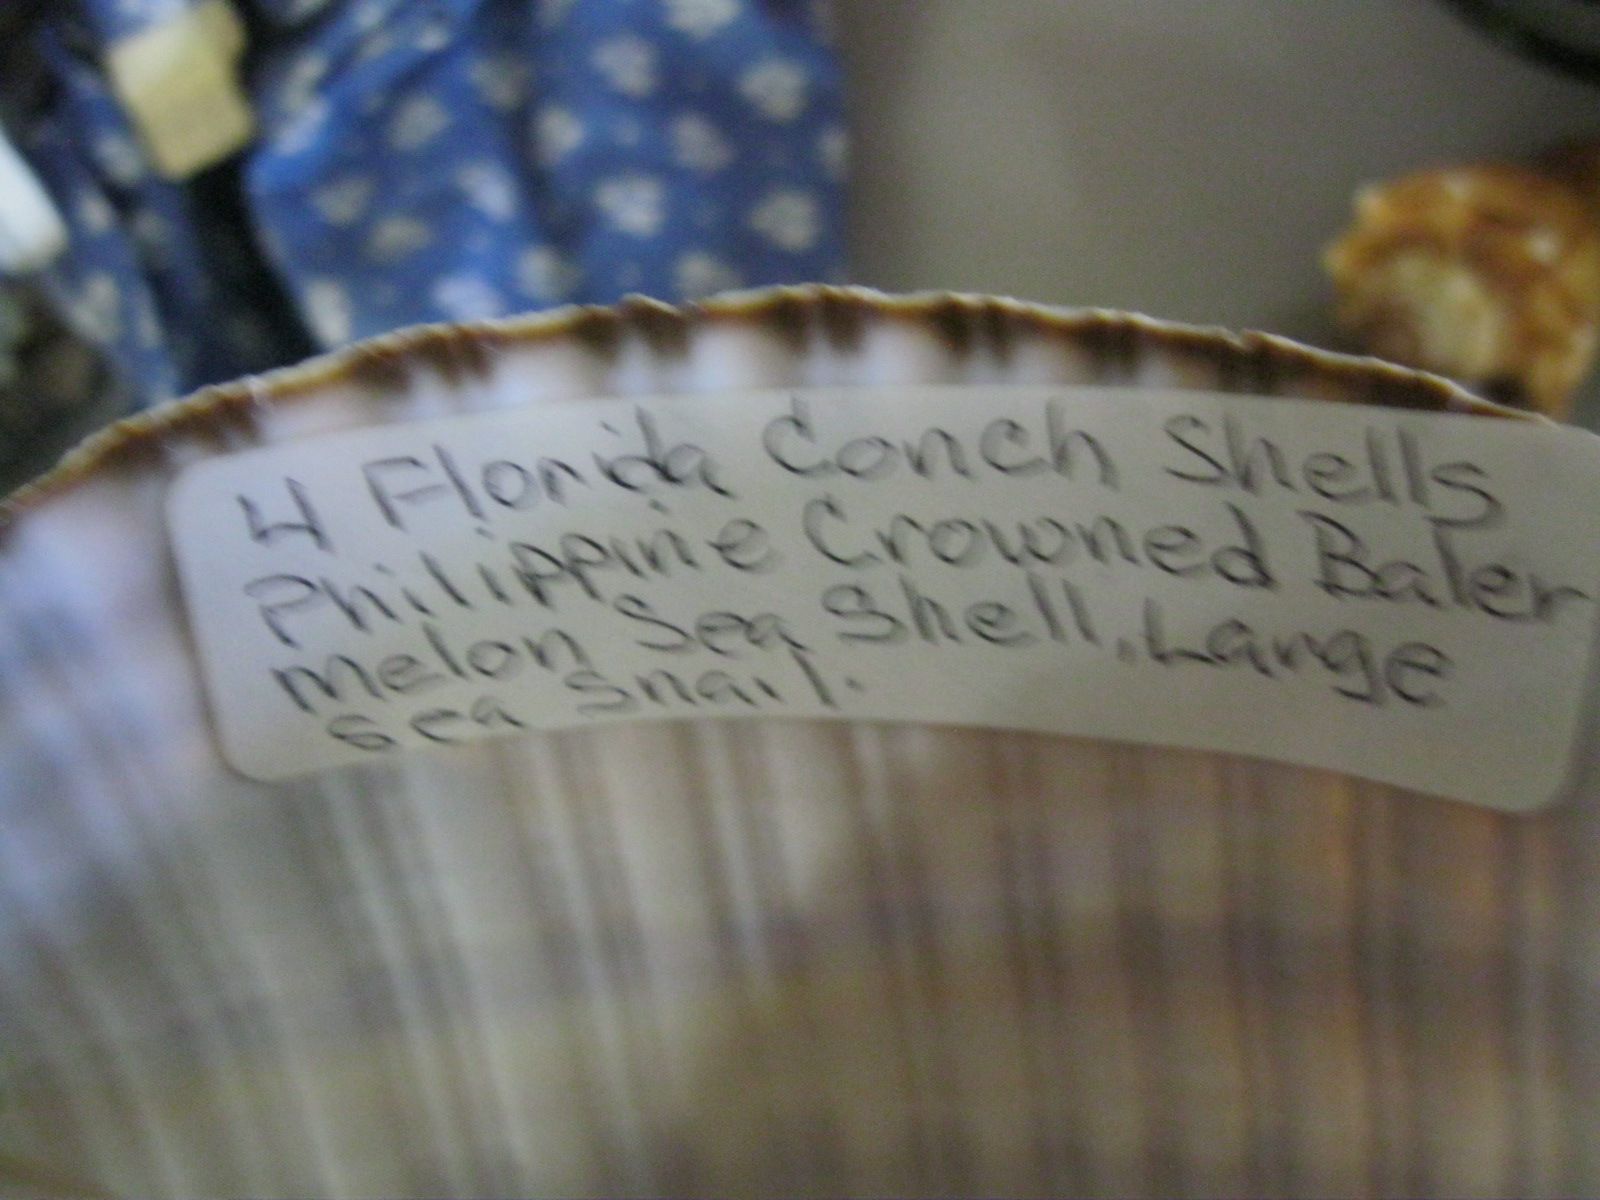 4 Florida Conch Shells
Philippine Crowned Baler
melon Sea Shell. Large
sea snail.